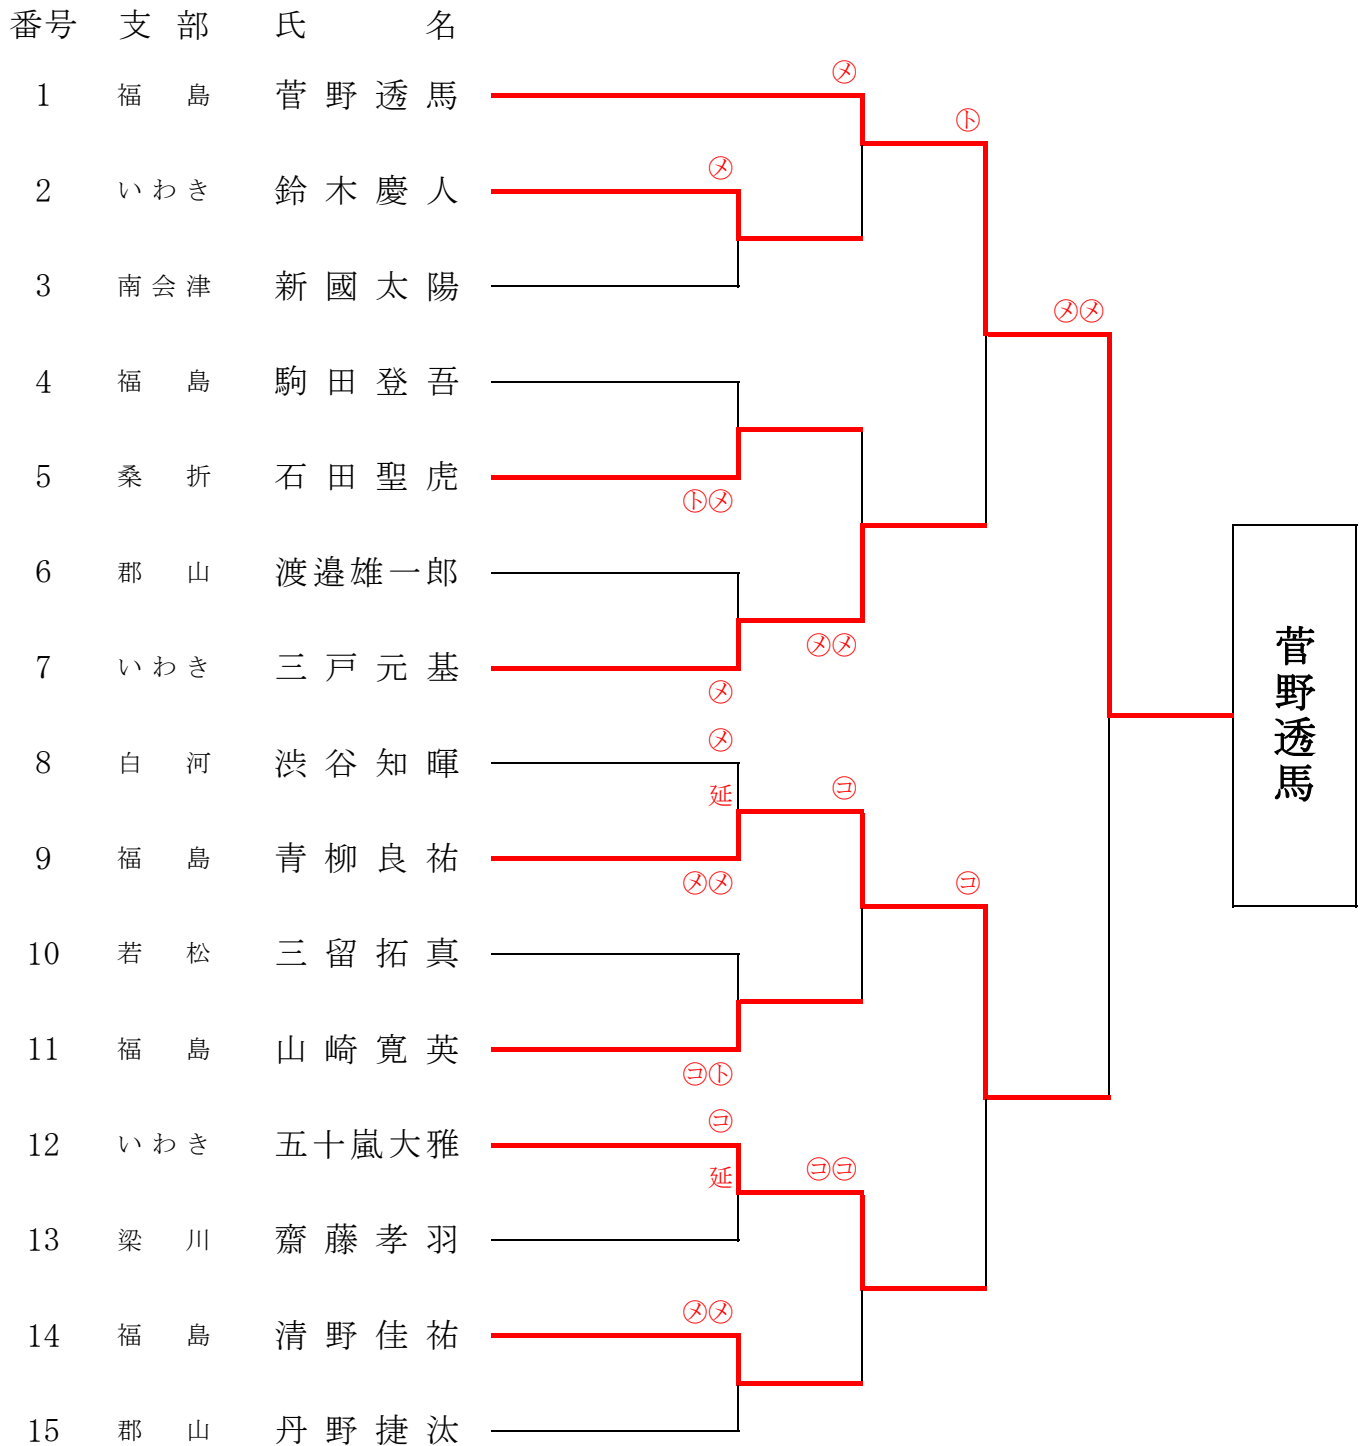 番号 支部 氏名
㋱
1 福島 菅野透馬
㋣
㋱
2 いわき 鈴木慶人
3 南会津 新國太陽
㋱㋱
4 福島 駒田登吾
5 桑折 石田聖虎
㋣㋱
6 郡山 渡邉雄一郎
㋱㋱
7 いわき 三戸元基
㋱
菅野透馬
㋱
8 白河 渋谷知暉
延 ㋙
9 福島 青柳良祐
㋱㋱ ㋙
10 若松 三留拓真
11 福島 山崎寛英
㋙㋣
㋙
12 いわき 五十嵐大雅
延 ㋙㋙
13 梁川 齋藤孝羽
㋱㋱
14 福島 清野佳祐
15 郡山 丹野捷汰